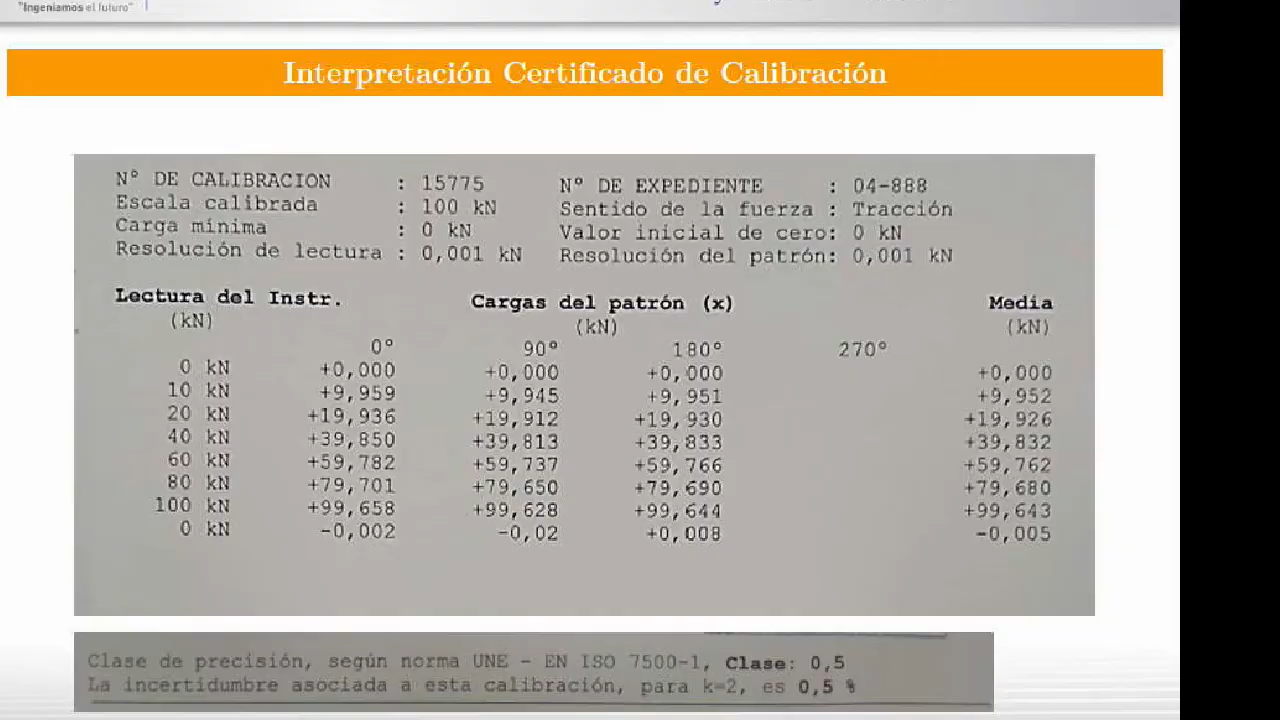 "Ingeniamos el futuro"
Interpretación Certificado de Calibración
Nº DE CALIBRACION : 15775 Nº DE EXPEDIENTE : 04-888
Escala calibrada : 100 kN Sentido de la fuerza : Tracción
Carga mínima : 0 kN Valor inicial de cero: 0 kN
Resolución de lectura : 0,001 kN Resolución del patrón: 0,001 kN
Lectura del Instr. Cargas del patrón (x) Media
(kN) (kN) (kN)
0º 90º 180º 270º
0 kN +0,000 +0,000 +0,000 +0,000
10 kN +9,959 +9,945 +9,951 +9,952
20 kN +19,936 +19,912 +19,930 +19,926
40 kN +39,850 +39,813 +39,833 +39,832
60 kN +59,782 +59,737 +59,766 +59,762
80 kN +79,701 +79,650 +79,690 +79,680
100 kN +99,658 +99,628 +99,644 +99,643
0 kN -0,002 -0,02 +0,008 -0,005
Clase de precisión, según norma UNE - EN ISO 7500-1, Clase: 0,5
La incertidumbre asociada a esta calibración, para k=2, es 0,5 %